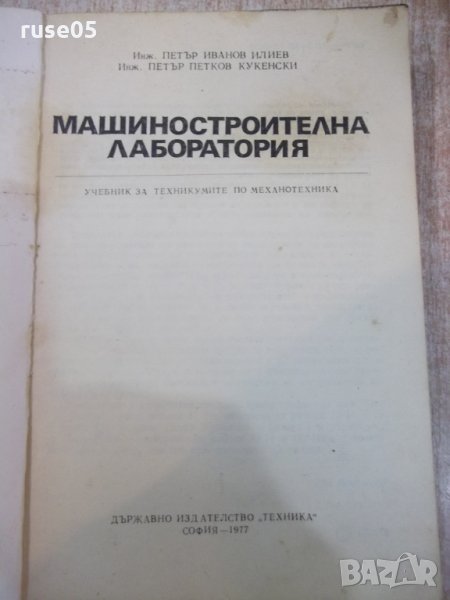 ruse05
Инж. ПЕТЪР ИВАНОВ ИЛИЕВ
Инж. ПЕТЪР ПЕТКОВ КУКЕНСКИ
МАШИНОСТРОИТЕЛНА
ЛАБОРАТОРИЯ
УЧЕБНИК ЗА ТЕХНИКУМИТЕ ПО МЕХАНОТЕХНИКА
ДЪРЖАВНО ИЗДАТЕЛСТВО „ТЕХНИКА“
СОФИЯ—1977
BAZAR